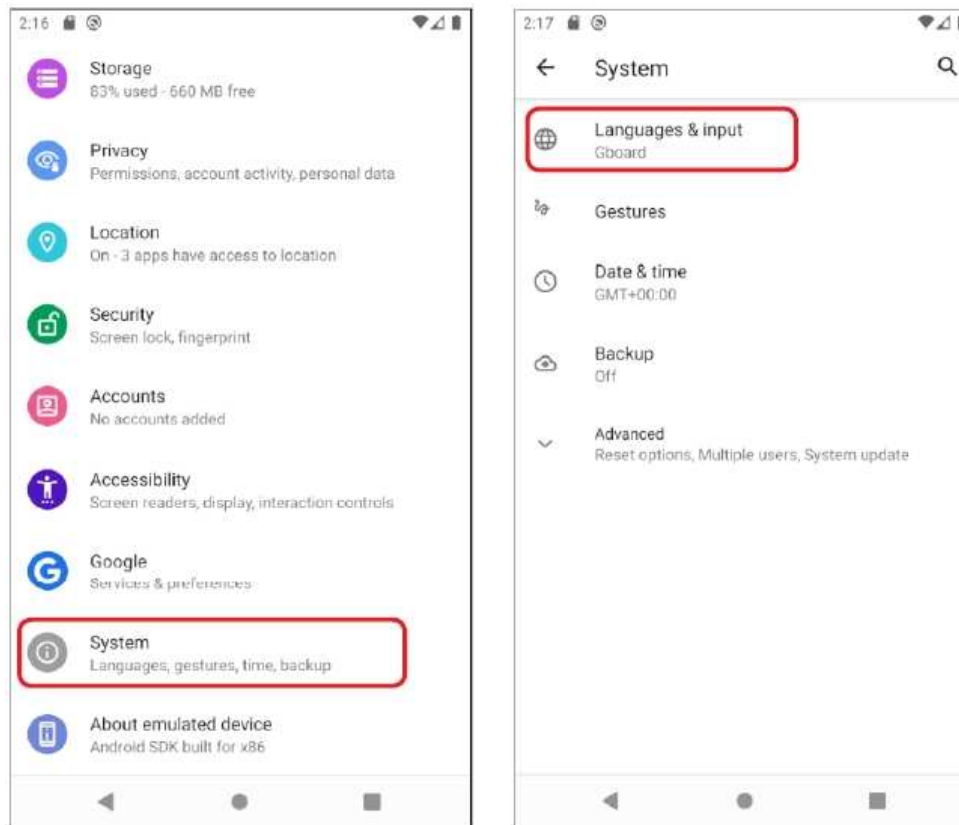 2:16
Storage
83% used - 660 MB free
Privacy
Permissions, account activity, personal data
Location
On - 3 apps have access to location
Security
Screen lock, fingerprint
Accounts
No accounts added
Accessibility
Screen readers, display, interaction controls
Google
Services & preferences
System
Languages, gestures, time, backup
About emulated device
Android SDK built for x86
2:17
System
Languages & input
Gboard
Gestures
Date & time
GMT+00:00
Backup
Off
Advanced
Reset options, Multiple users, System update